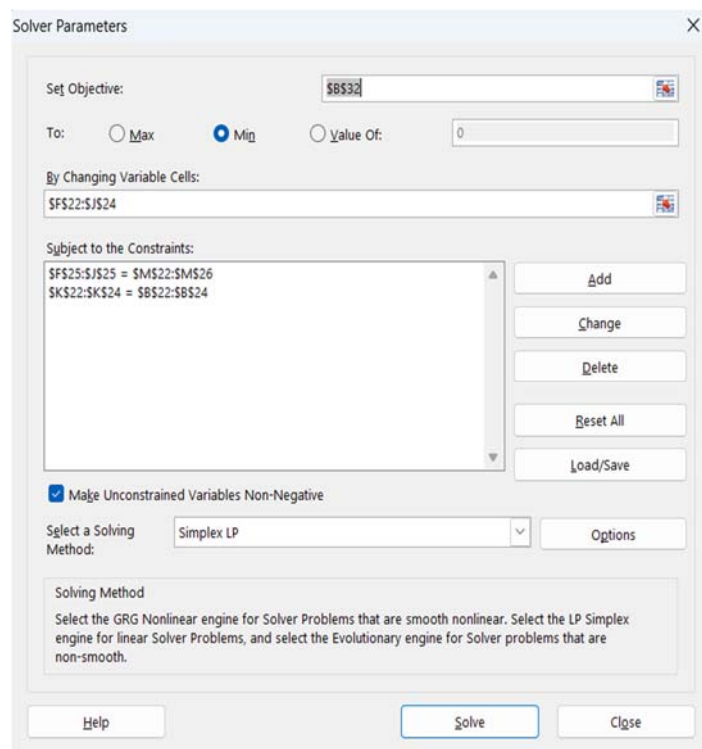 Solver Parameters
Set Objective:
$B$32
To:
Max
Min
Value Of:
0
By Changing Variable Cells:
$F$22:$J$24
Subject to the Constraints:
$F$25:$J$25 = $M$22:$M$26
$K$22:$K$24 = $B$22:$B$24
Add
Change
Delete
Reset All
Load/Save
Make Unconstrained Variables Non-Negative
Select a Solving
Method:
Simplex LP
Options
Solving Method
Select the GRG Nonlinear engine for Solver Problems that are smooth nonlinear. Select the LP Simplex
engine for linear Solver Problems, and select the Evolutionary engine for Solver problems that are
non-smooth.
Help
Solve
Close